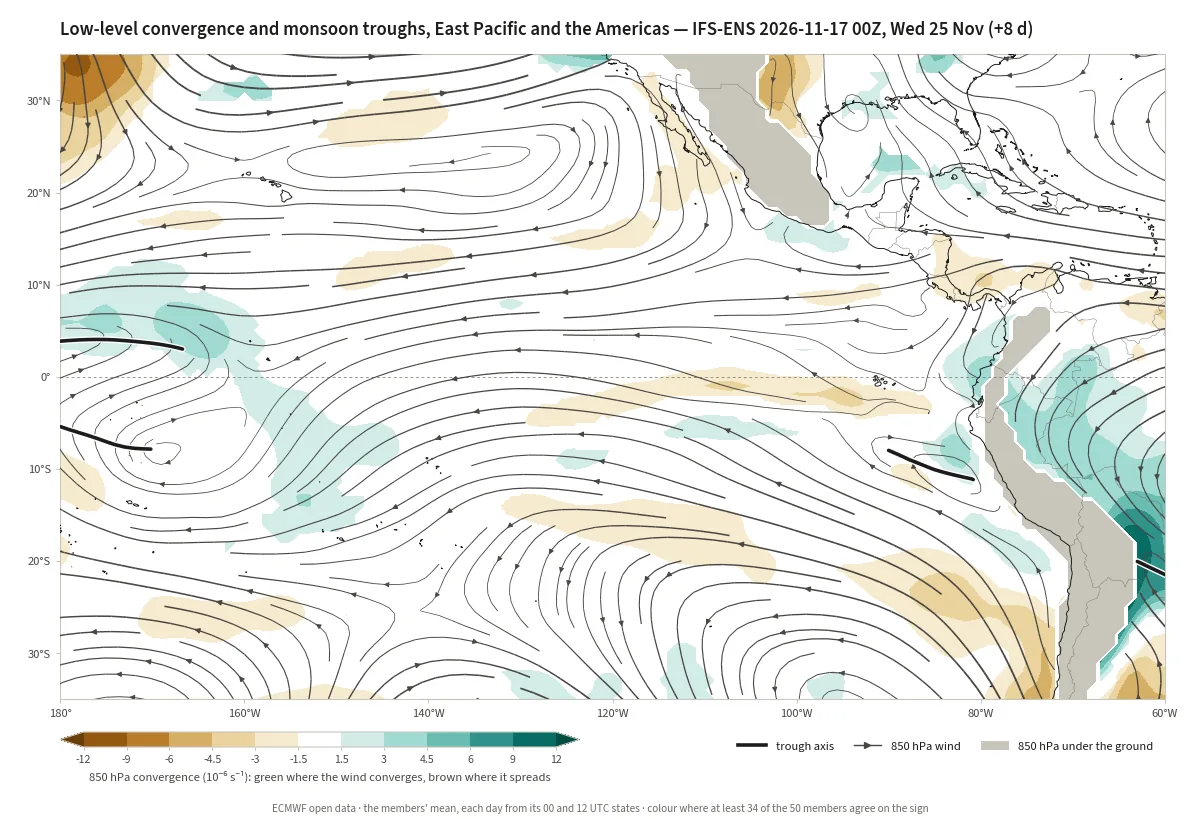 Low-level convergence and monsoon troughs, East Pacific and the Americas — IFS-ENS 2026-11-17 00Z, Wed 25 Nov (+8 d)
30°N
20°N
10°N
0°
10°S
20°S
30°S
180° 160°W 140°W 120°W 100°W 80°W 60°W
-12 -9 -6 -4.5 -3 -1.5 1.5 3 4.5 6 9 12
850 hPa convergence (10⁻⁶ s⁻¹): green where the wind converges, brown where it spreads
trough axis 850 hPa wind 850 hPa under the ground
ECMWF open data · the members' mean, each day from its 00 and 12 UTC states · colour where at least 34 of the 50 members agree on the sign